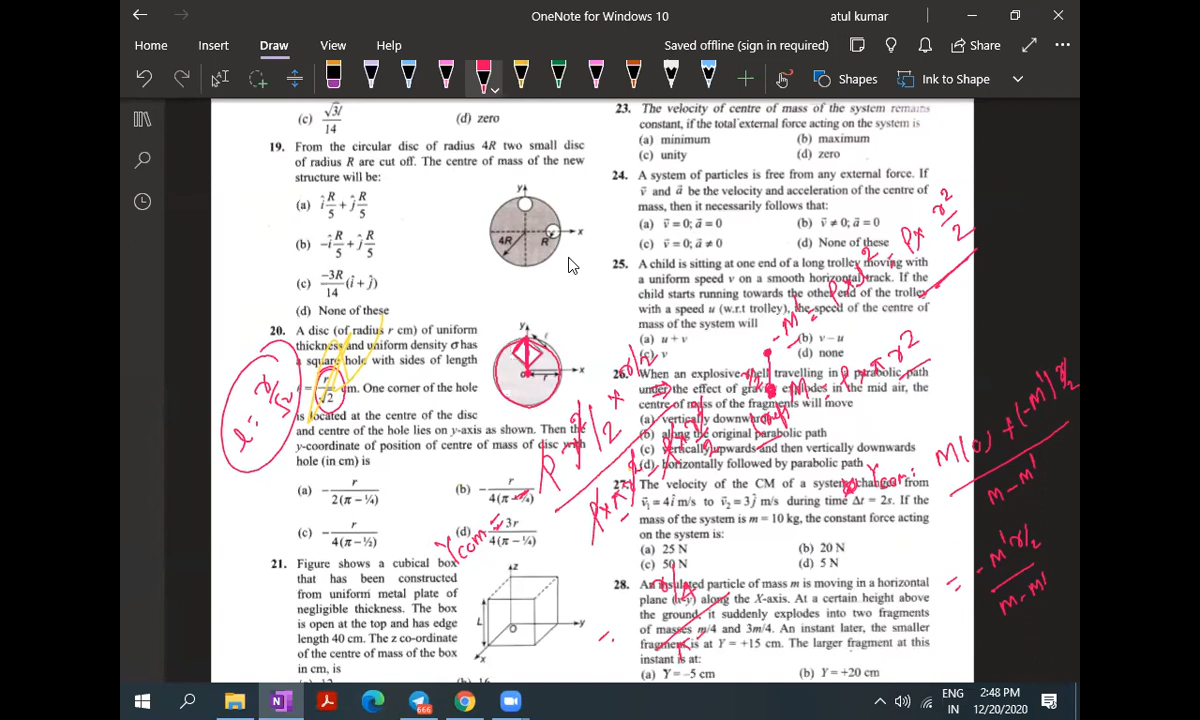 OneNote for Windows 10
atul kumar
Home Insert Draw View Help
Saved offline (sign in required)
Share
Shapes
Ink to Shape
(c) √3l/14 (d) zero
19. From the circular disc of radius 4R two small disc
of radius R are cut off. The centre of mass of the new
structure will be:
(a) î R/5 + ĵ R/5
(b) −î R/5 + ĵ R/5
(c) −3R/14 (î + ĵ)
(d) None of these
y
x
4R
R
20. A disc (of radius r cm) of uniform
thickness and uniform density σ has
a square hole with sides of length
l = r/√2 cm. One corner of the hole
is located at the centre of the disc
and centre of the hole lies on y-axis as shown. Then the
y-coordinate of position of centre of mass of disc with
hole (in cm) is
(a) − r/2(π − ¼) (b) − r/4(π − ¼)
(c) − r/4(π − ½) (d) − 3r/4(π − ¼)
y
x
r
l = r/√2
21. Figure shows a cubical box
that has been constructed
from uniform metal plate of
negligible thickness. The box
is open at the top and has edge
length 40 cm. The z co-ordinate
of the centre of mass of the box
in cm, is
z
L
O
y
x
23. The velocity of centre of mass of the system remains
constant, if the total external force acting on the system is
(a) minimum (b) maximum
(c) unity (d) zero
24. A system of particles is free from any external force. If
v⃗ and a⃗ be the velocity and acceleration of the centre of
mass, then it necessarily follows that:
(a) v⃗ = 0; a⃗ = 0 (b) v⃗ ≠ 0; a⃗ = 0
(c) v⃗ = 0; a⃗ ≠ 0 (d) None of these
25. A child is sitting at one end of a long trolley moving with
a uniform speed v on a smooth horizontal track. If the
child starts running towards the other end of the trolley
with a speed u (w.r.t trolley), the speed of the centre of
mass of the system will
(a) u + v (b) v − u
(c) v (d) none
26. When an explosive shell travelling in a parabolic path
under the effect of gravity explodes in the mid air, the
centre of mass of the fragments will move
(a) vertically downwards
(b) along the original parabolic path
(c) vertically upwards and then vertically downwards
(d) horizontally followed by parabolic path
27. The velocity of the CM of a system changes from
v⃗₁ = 4î m/s to v⃗₂ = 3ĵ m/s during time Δt = 2s. If the
mass of the system is m = 10 kg, the constant force acting
on the system is:
(a) 25 N (b) 20 N
(c) 50 N (d) 5 N
28. An insulated particle of mass m is moving in a horizontal
plane (x-y) along the X-axis. At a certain height above
the ground, it suddenly explodes into two fragments
of masses m/4 and 3m/4. An instant later, the smaller
fragment is at Y = +15 cm. The larger fragment at this
instant is at:
(a) Y = −5 cm (b) Y = +20 cm
Ycom = M(0) + (−M')r/2
M − M'
= −M'r/2
M − M'
ENG
IN
2:48 PM
12/20/2020